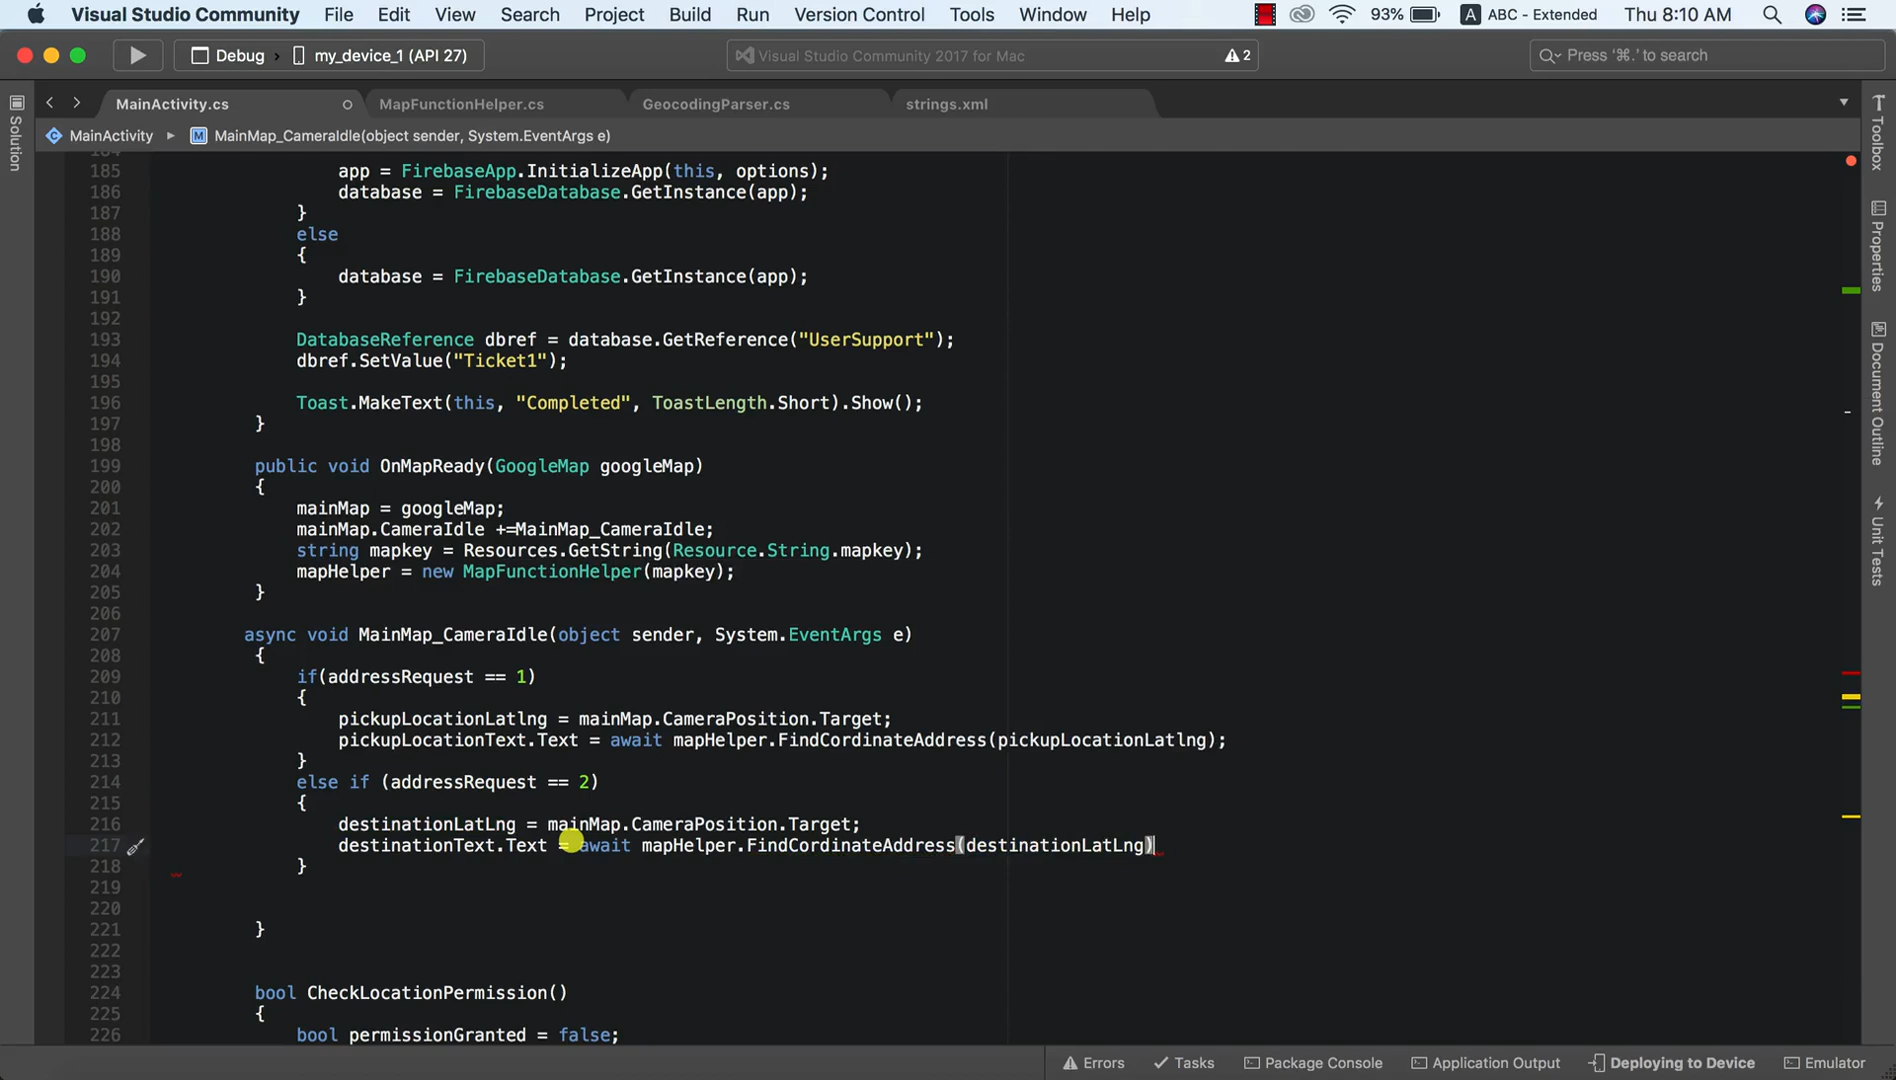 Visual Studio Community File Edit View Search Project Build Run Version Control Tools Window Help 93% A ABC - Extended Thu 8:10 AM
Debug my_device_1 (API 27) Visual Studio Community 2017 for Mac 2 Press ‘⌘.’ to search
MainActivity.cs MapFunctionHelper.cs GeocodingParser.cs strings.xml
MainActivity M MainMap_CameraIdle(object sender, System.EventArgs e)
Solution
Toolbox
Properties
Document Outline
Unit Tests
184
185 app = FirebaseApp.InitializeApp(this, options);
186 database = FirebaseDatabase.GetInstance(app);
187 }
188 else
189 {
190 database = FirebaseDatabase.GetInstance(app);
191 }
192
193 DatabaseReference dbref = database.GetReference("UserSupport");
194 dbref.SetValue("Ticket1");
195
196 Toast.MakeText(this, "Completed", ToastLength.Short).Show();
197 }
198
199 public void OnMapReady(GoogleMap googleMap)
200 {
201 mainMap = googleMap;
202 mainMap.CameraIdle +=MainMap_CameraIdle;
203 string mapkey = Resources.GetString(Resource.String.mapkey);
204 mapHelper = new MapFunctionHelper(mapkey);
205 }
206
207 async void MainMap_CameraIdle(object sender, System.EventArgs e)
208 {
209 if(addressRequest == 1)
210 {
211 pickupLocationLatlng = mainMap.CameraPosition.Target;
212 pickupLocationText.Text = await mapHelper.FindCordinateAddress(pickupLocationLatlng);
213 }
214 else if (addressRequest == 2)
215 {
216 destinationLatLng = mainMap.CameraPosition.Target;
217 destinationText.Text = await mapHelper.FindCordinateAddress(destinationLatLng)
218 }
219
220
221 }
222
223
224 bool CheckLocationPermission()
225 {
226 bool permissionGranted = false;
Errors Tasks Package Console Application Output Deploying to Device Emulator